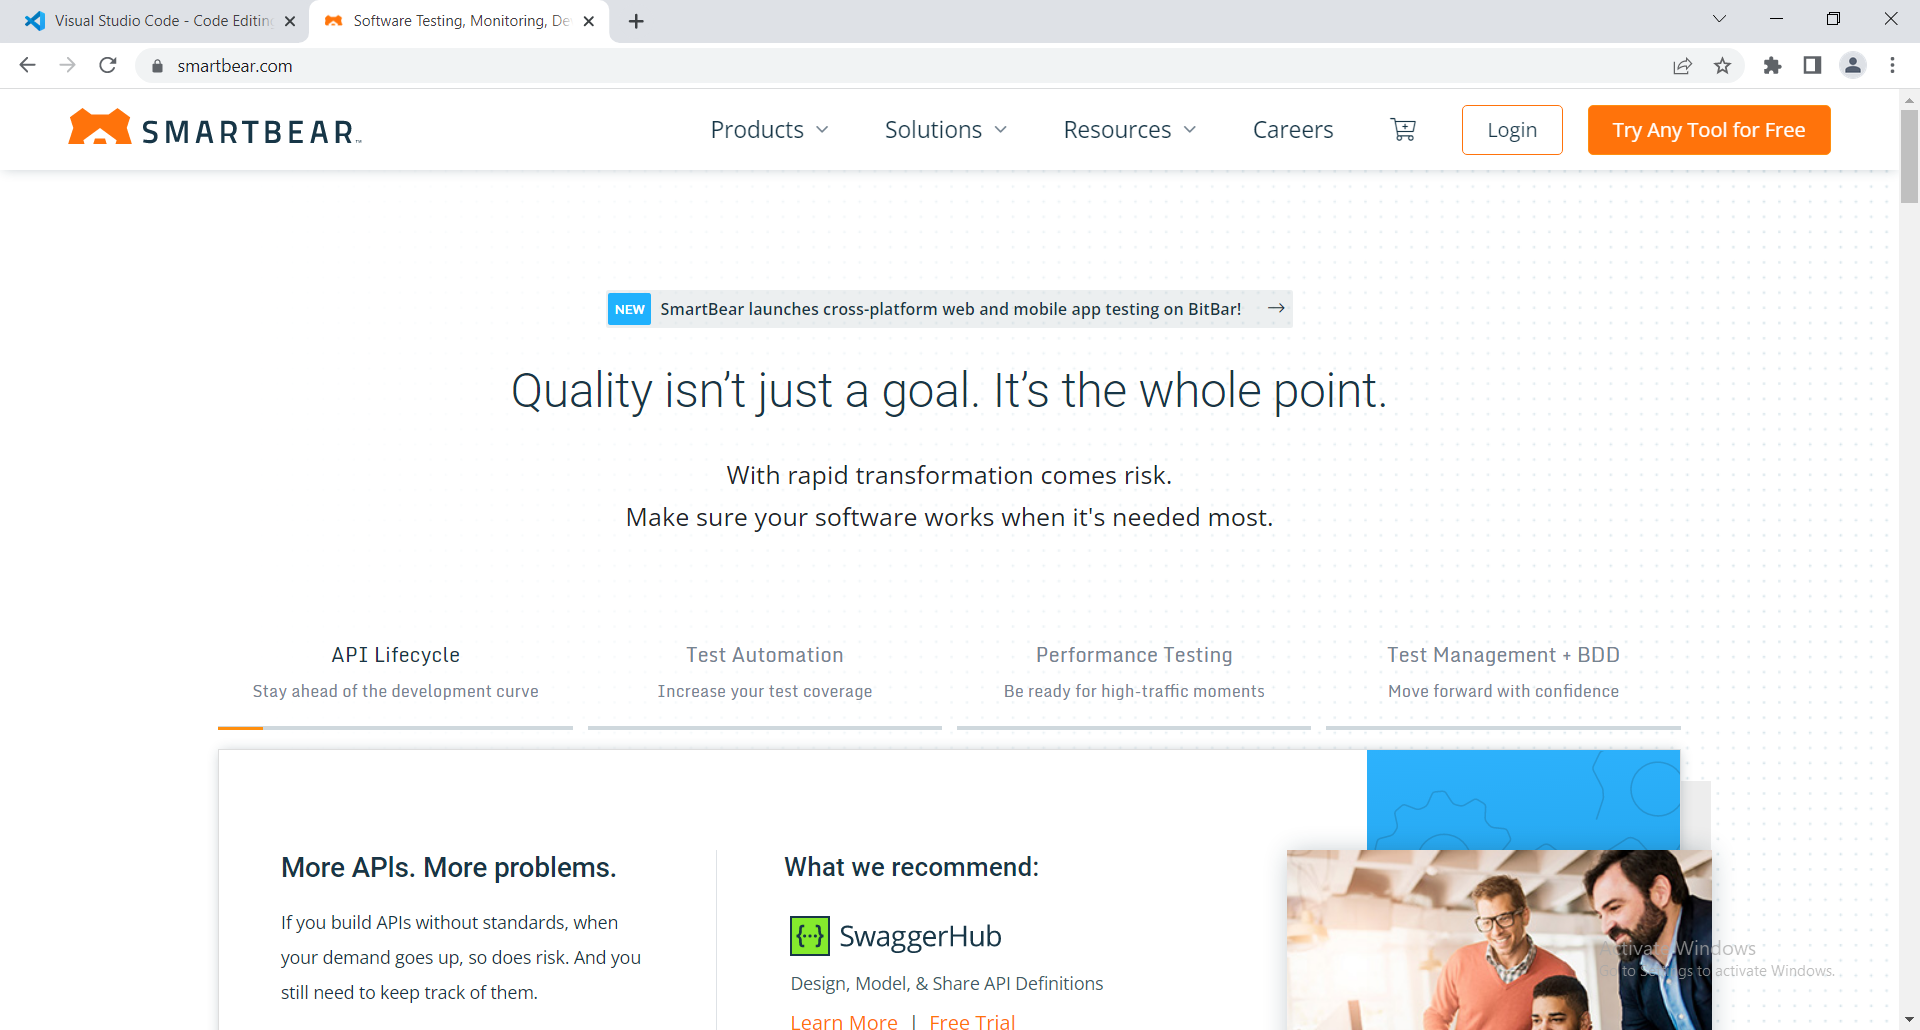 Visual Studio Code - Code Editing
Software Testing, Monitoring, De
smartbear.com
SMARTBEAR™
Products
Solutions
Resources
Careers
Login
Try Any Tool for Free
NEW SmartBear launches cross-platform web and mobile app testing on BitBar! →
Quality isn’t just a goal. It’s the whole point.
With rapid transformation comes risk.
Make sure your software works when it's needed most.
API Lifecycle
Stay ahead of the development curve
Test Automation
Increase your test coverage
Performance Testing
Be ready for high-traffic moments
Test Management + BDD
Move forward with confidence
More APIs. More problems.
If you build APIs without standards, when
your demand goes up, so does risk. And you
still need to keep track of them.
What we recommend:
{...} SwaggerHub
Design, Model, & Share API Definitions
Learn More | Free Trial
Activate Windows
Go to Settings to activate Windows.